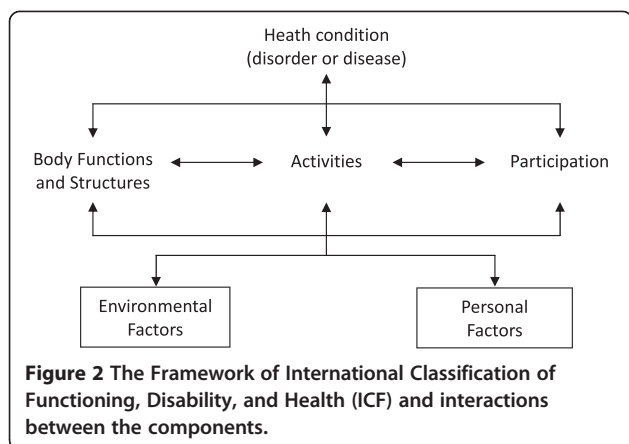 Heath condition
(disorder or disease)
Body Functions
and Structures
Activities
Participation
Environmental
Factors
Personal
Factors
Figure 2 The Framework of International Classification of
Functioning, Disability, and Health (ICF) and interactions
between the components.